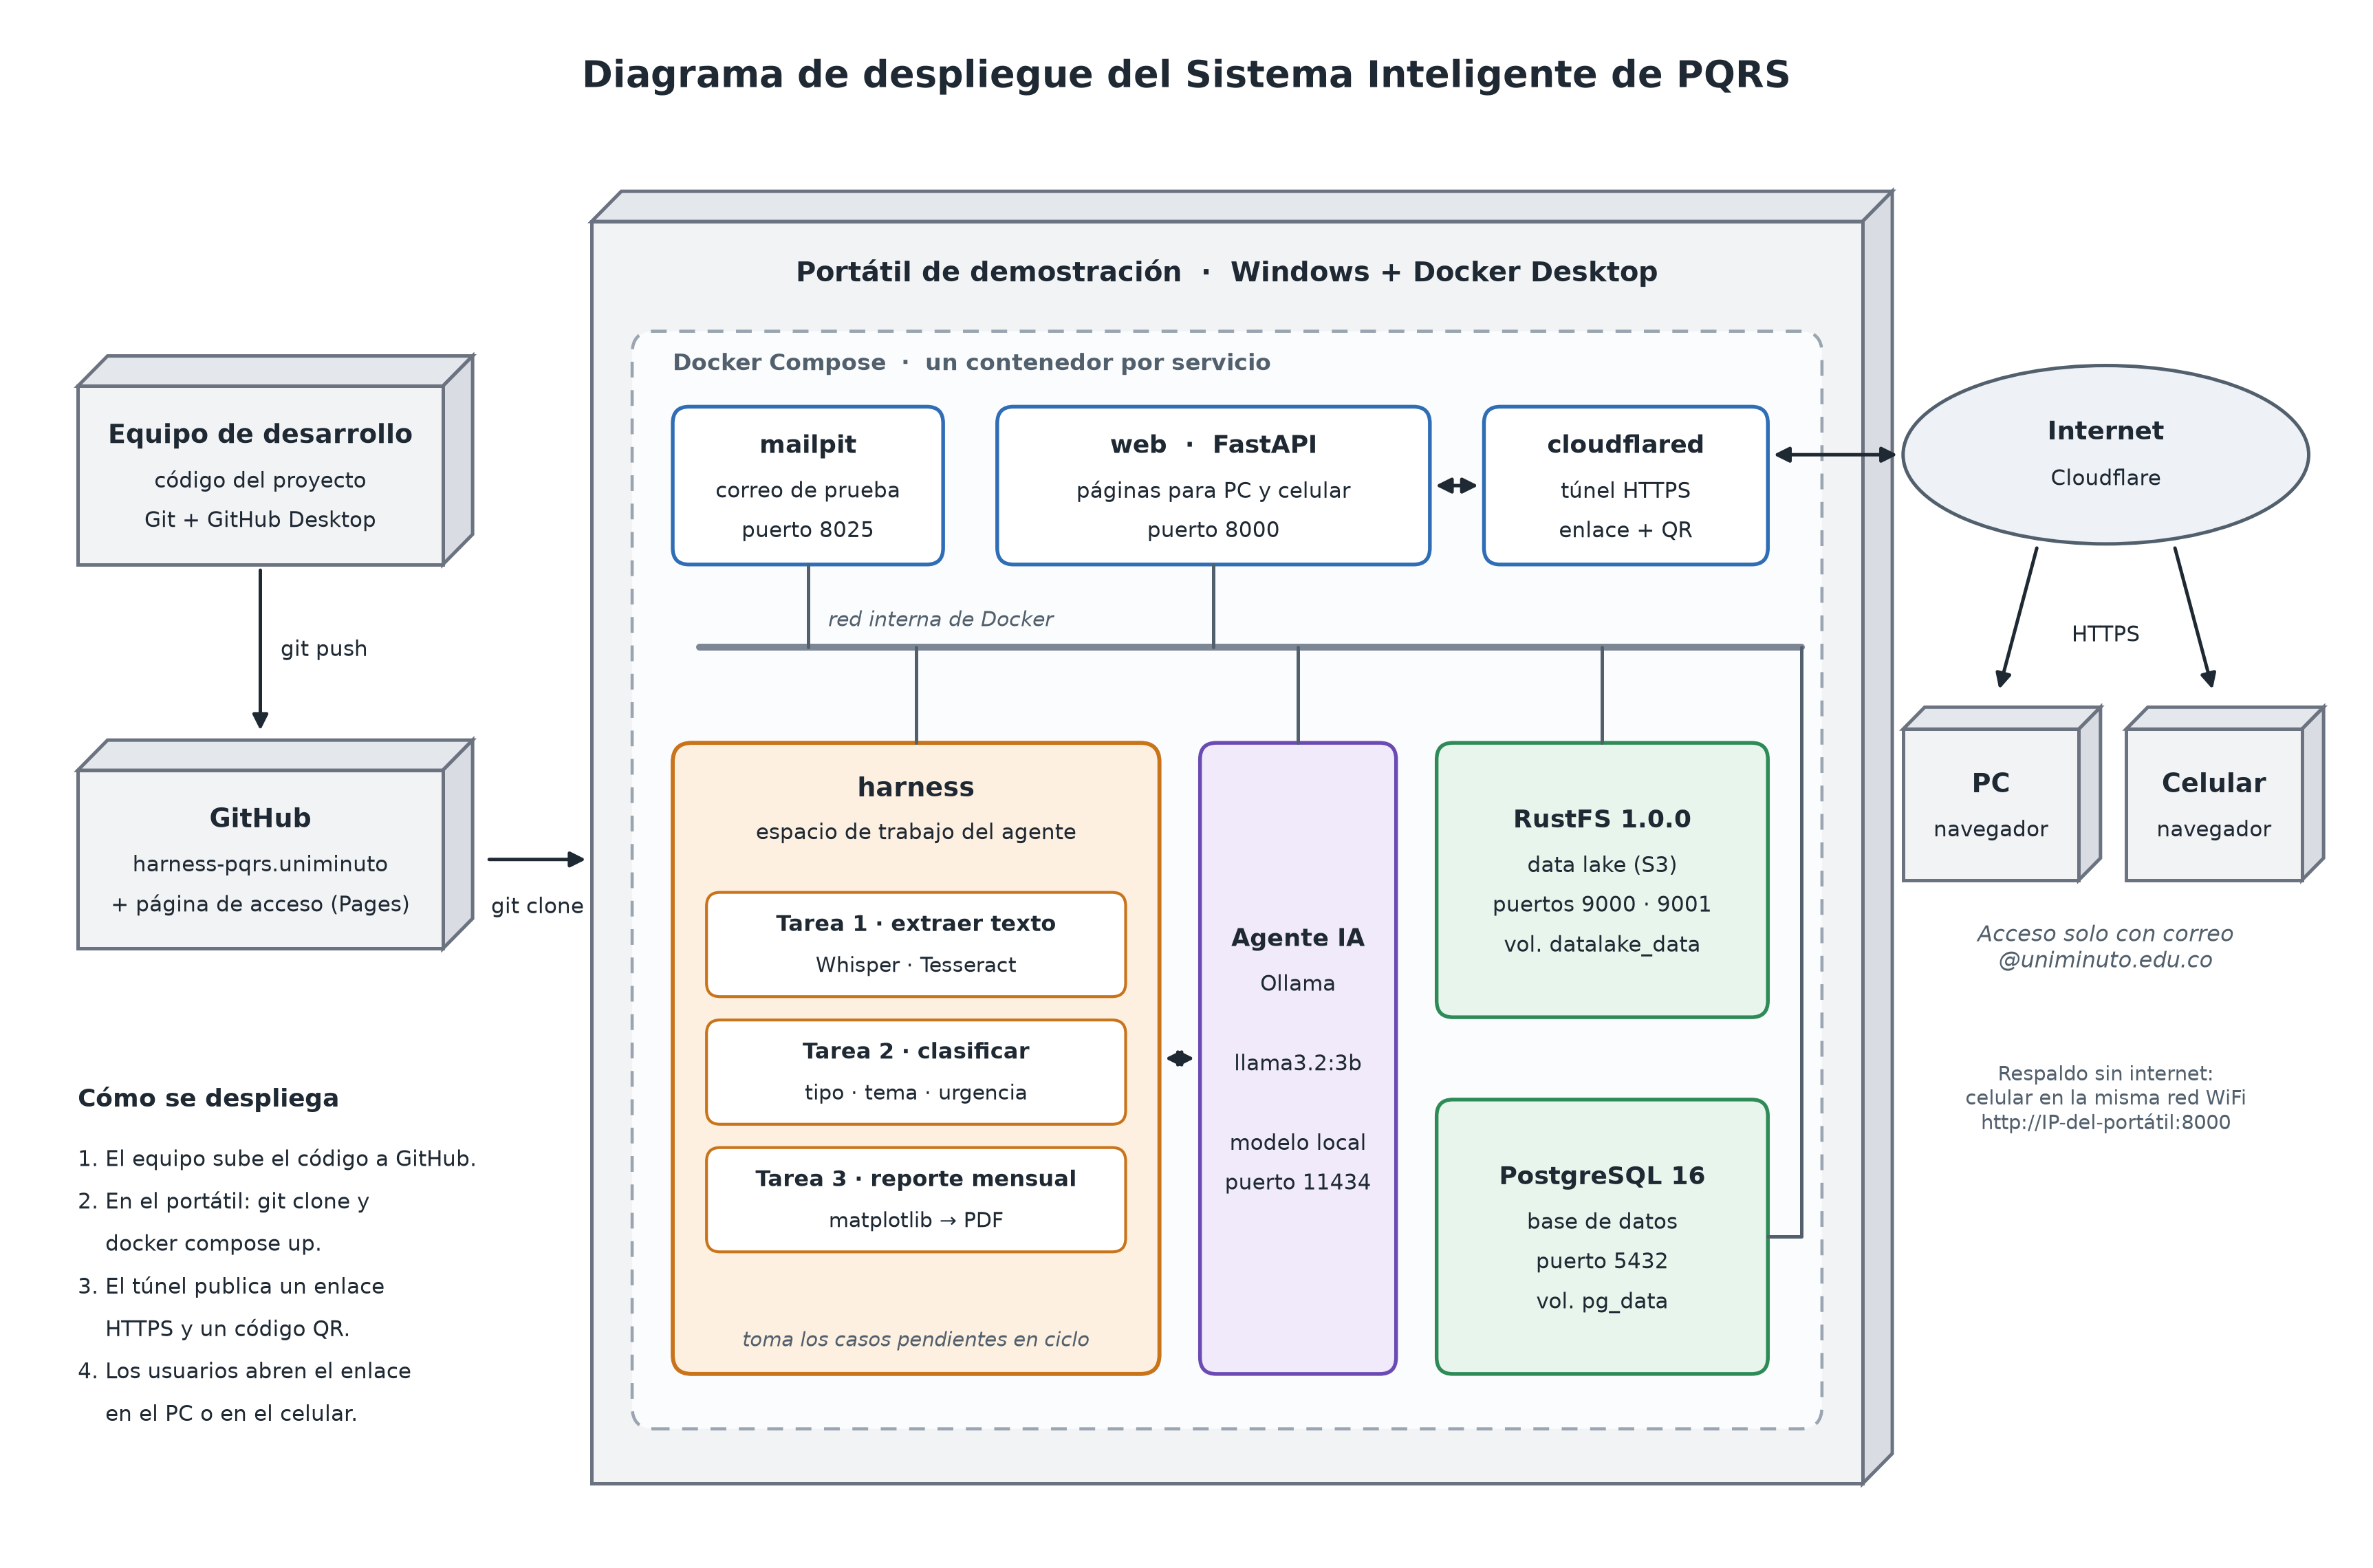 Diagrama de despliegue del Sistema Inteligente de PQRS
Equipo de desarrollo
código del proyecto
Git + GitHub Desktop
git push
GitHub
harness-pqrs.uniminuto
+ página de acceso (Pages)
git clone
Cómo se despliega
1. El equipo sube el código a GitHub.
2. En el portátil: git clone y
docker compose up.
3. El túnel publica un enlace
HTTPS y un código QR.
4. Los usuarios abren el enlace
en el PC o en el celular.
Portátil de demostración · Windows + Docker Desktop
Docker Compose · un contenedor por servicio
mailpit
correo de prueba
puerto 8025
web · FastAPI
páginas para PC y celular
puerto 8000
cloudflared
túnel HTTPS
enlace + QR
red interna de Docker
harness
espacio de trabajo del agente
Tarea 1 · extraer texto
Whisper · Tesseract
Tarea 2 · clasificar
tipo · tema · urgencia
Tarea 3 · reporte mensual
matplotlib → PDF
toma los casos pendientes en ciclo
Agente IA
Ollama
llama3.2:3b
modelo local
puerto 11434
RustFS 1.0.0
data lake (S3)
puertos 9000 · 9001
vol. datalake_data
PostgreSQL 16
base de datos
puerto 5432
vol. pg_data
Internet
Cloudflare
HTTPS
PC
navegador
Celular
navegador
Acceso solo con correo
@uniminuto.edu.co
Respaldo sin internet:
celular en la misma red WiFi
http://IP-del-portátil:8000